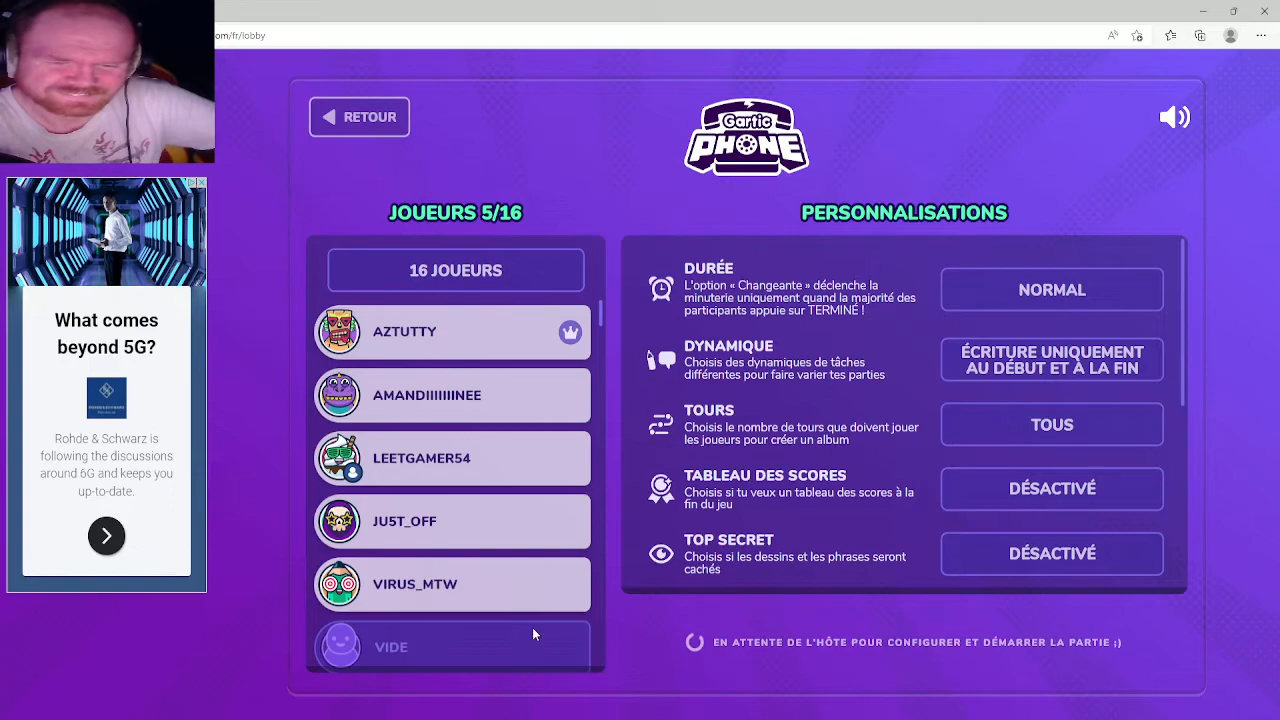 om/fr/lobby
RETOUR
Gartic
PHONE
JOUEURS 5/16
PERSONNALISATIONS
16 JOUEURS
AZTUTTY
AMANDIIIIIIINEE
LEETGAMER54
JU5T_OFF
VIRUS_MTW
VIDE
DURÉE
L'option « Changeante » déclenche la
minuterie uniquement quand la majorité des
participants appuie sur TERMINÉ !
NORMAL
DYNAMIQUE
Choisis des dynamiques de tâches
différentes pour faire varier tes parties
ÉCRITURE UNIQUEMENT
AU DÉBUT ET À LA FIN
TOURS
Choisis le nombre de tours que doivent jouer
les joueurs pour créer un album
TOUS
TABLEAU DES SCORES
Choisis si tu veux un tableau des scores à la
fin du jeu
DÉSACTIVÉ
TOP SECRET
Choisis si les dessins et les phrases seront
cachés
DÉSACTIVÉ
EN ATTENTE DE L'HÔTE POUR CONFIGURER ET DÉMARRER LA PARTIE ;)
What comes
beyond 5G?
Rohde & Schwarz is
following the discussions
around 6G and keeps you
up-to-date.